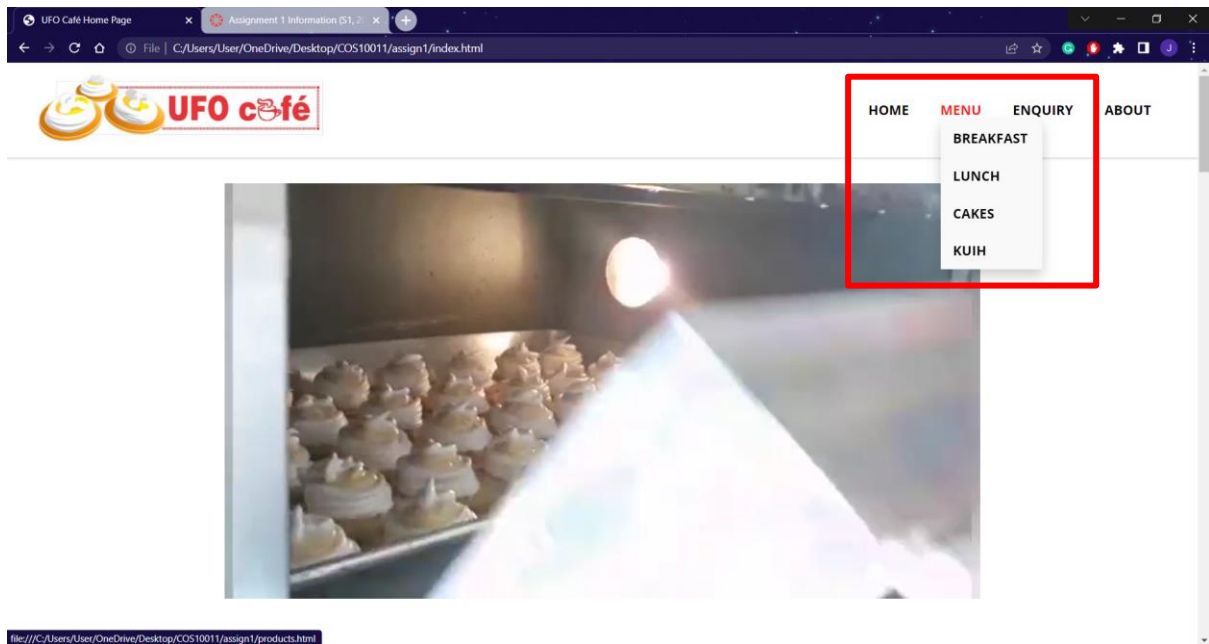 UFO Café Home Page
Assignment 1 Information (S1, 2
File | C:/Users/User/OneDrive/Desktop/COS10011/assign1/index.html
J
UFO café
HOME MENU ENQUIRY ABOUT
BREAKFAST
LUNCH
CAKES
KUIH
file:///C:/Users/User/OneDrive/Desktop/COS10011/assign1/products.html